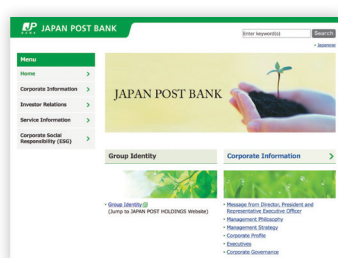 JP JAPAN POST BANK
BANK
Enter keyword(s)
Search
Japanese
Menu
Home
Corporate Information
Investor Relations
Service Information
Corporate Social
Responsibility (ESG)
JAPAN POST BANK
Group Identity
Group Identity
(Jump to JAPAN POST HOLDINGS Website)
Corporate Information
Message from Director, President and
Representative Executive Officer
Management Philosophy
Management Strategy
Corporate Profile
Executives
Corporate Governance